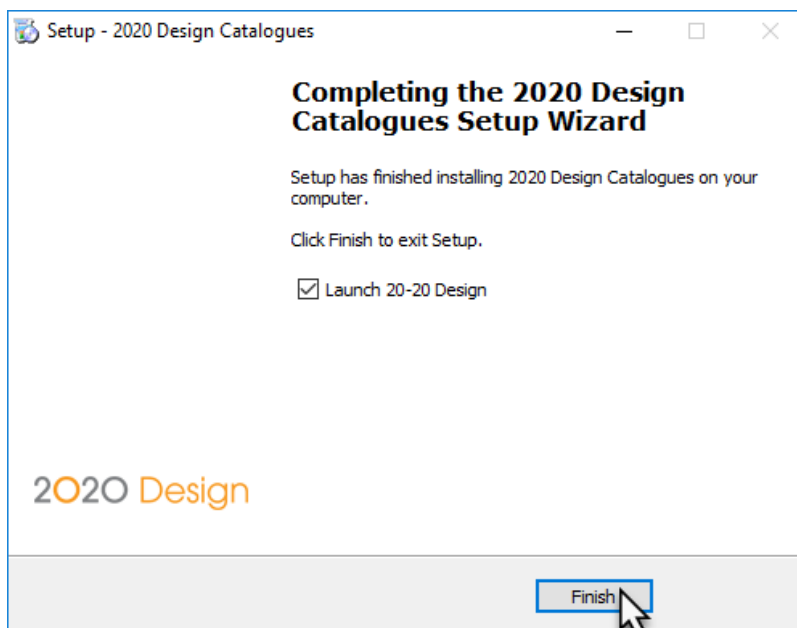 Setup - 2020 Design Catalogues
Completing the 2020 Design
Catalogues Setup Wizard
Setup has finished installing 2020 Design Catalogues on your
computer.
Click Finish to exit Setup.
Launch 20-20 Design
2020 Design
Finish